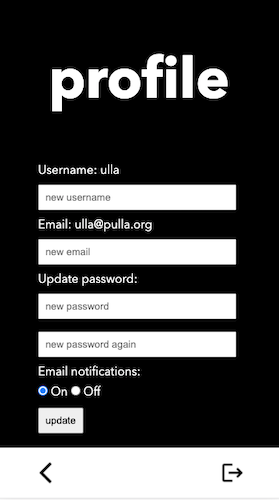 profile
Username: ulla
new username
Email: ulla@pulla.org
new email
Update password:
new password
new password again
Email notifications:
On Off
update